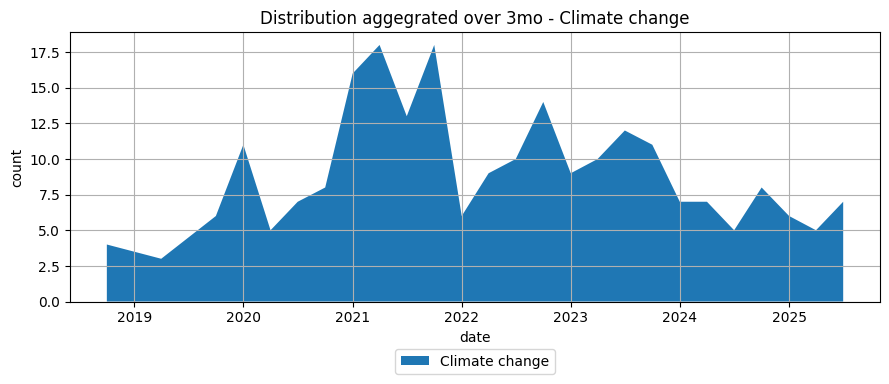 Distribution aggegrated over 3mo - Climate change
17.5
15.0
12.5
10.0
7.5
5.0
2.5
0.0
count
2019 2020 2021 2022 2023 2024 2025
date
Climate change